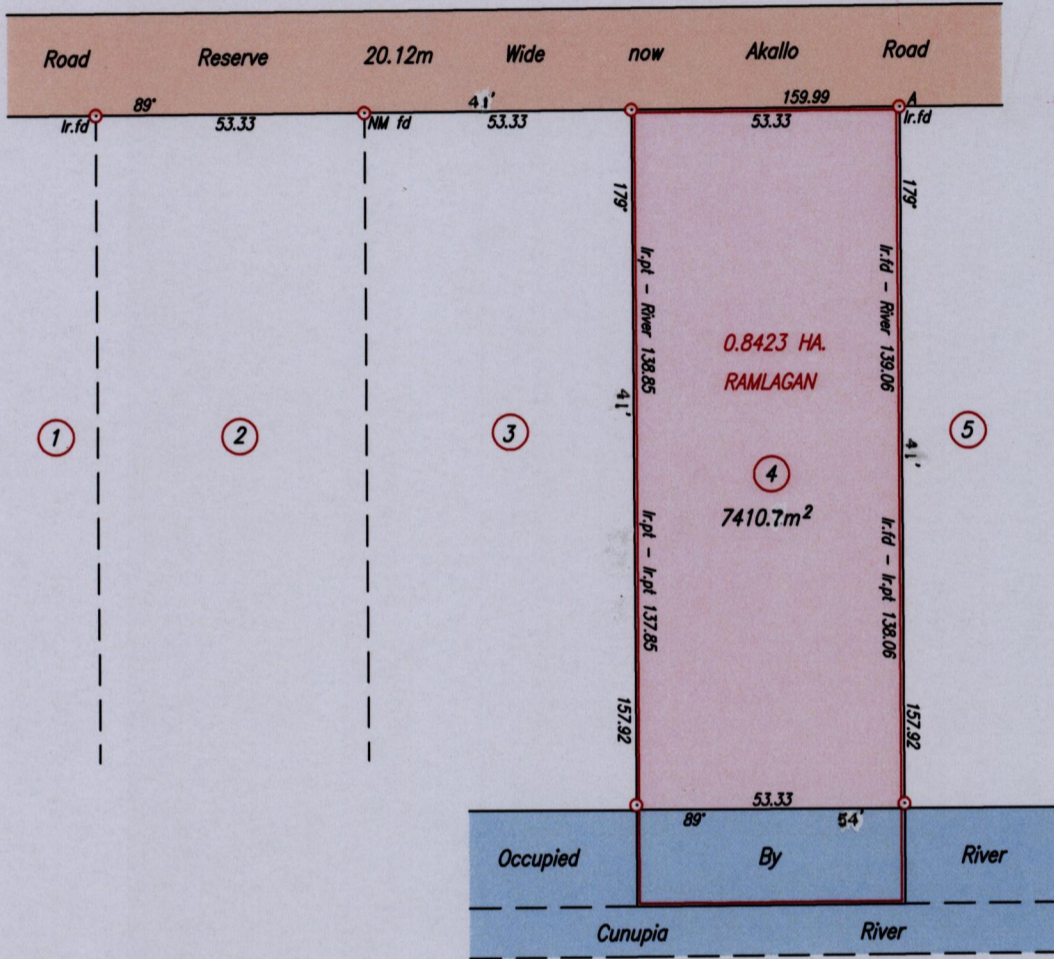 Road Reserve 20.12m Wide now Akallo Road
89° 41' 159.99 A
Ir.fd 53.33 NM fd 53.33 53.33 Ir.fd
179° 179°
Ir.pt - River 138.85
Ir.fd - River 139.06
0.8423 HA.
RAMLAGAN
41' 41'
1 2 3 4 5
7410.7m²
Ir.pt - Ir.pt 137.85
Ir.fd - Ir.pt 138.06
157.92 157.92
53.33
89° 54'
Occupied By River
Cunupia River